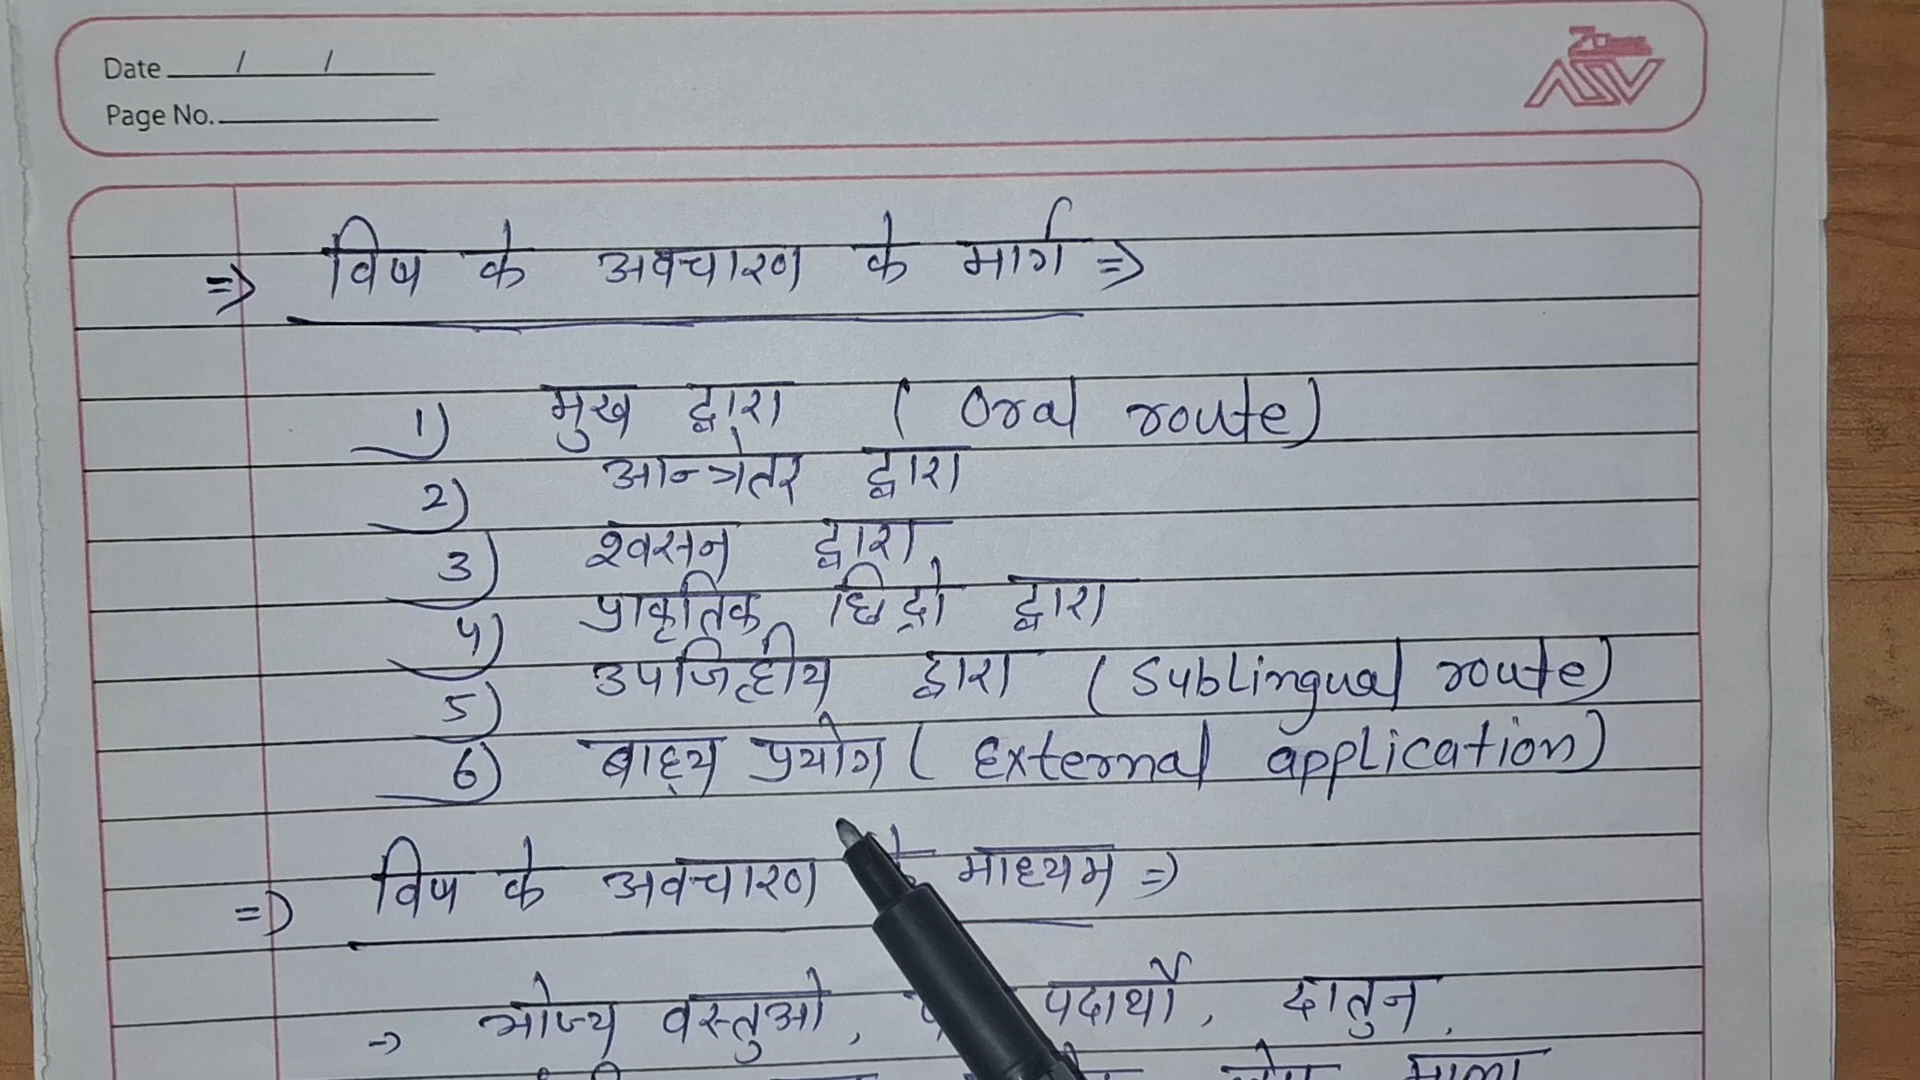 Date / /
Page No.
ADV
=> विष के अवचारण के मार्ग =>
1) मुख द्वारा ( Oral route)
2) आन्त्रेतर द्वारा
3) श्वसन द्वारा
4) प्राकृतिक छिद्रो द्वारा
5) उपजिह्वीय द्वारा (Sublingual route)
6) बाह्य प्रयोग ( External application)
=> विष के अवचारण के माध्यम =>
-> भोज्य वस्तुओ, पदार्थों, दातुन,